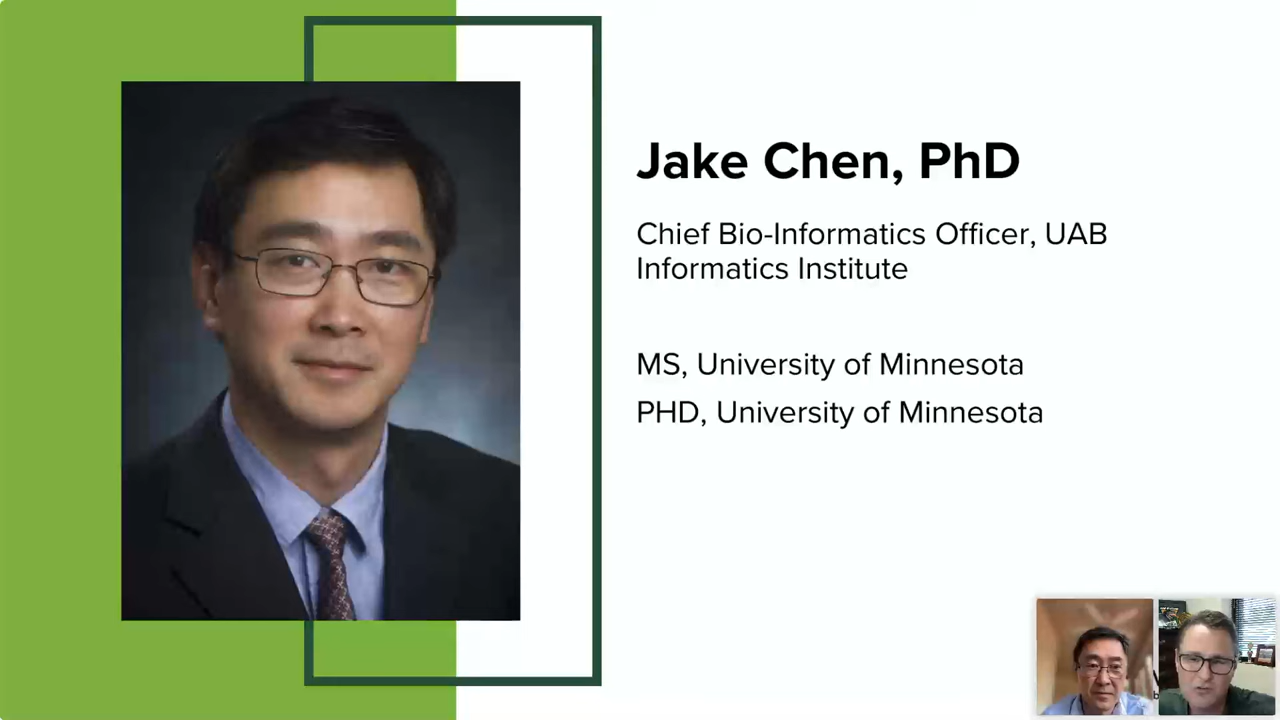 Jake Chen, PhD
Chief Bio-Informatics Officer, UAB
Informatics Institute
MS, University of Minnesota
PHD, University of Minnesota